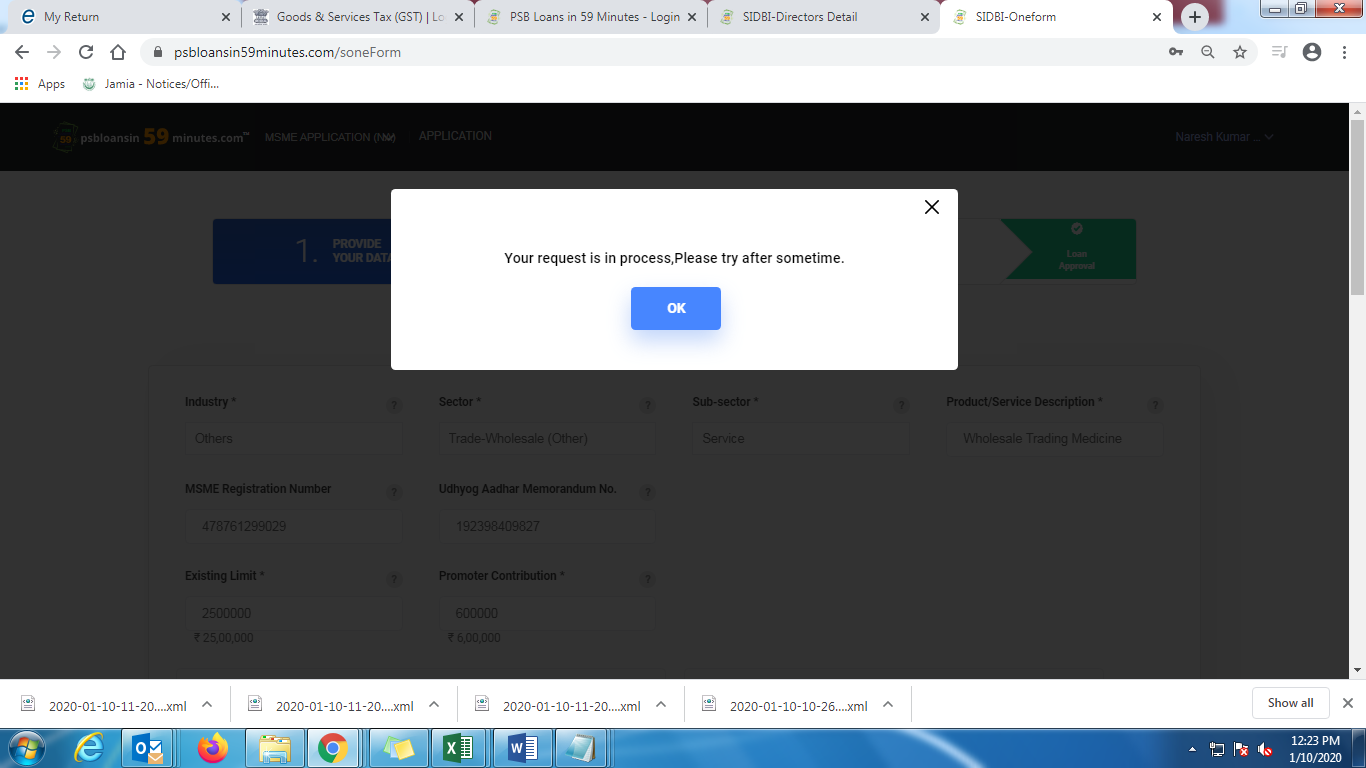 My Return
Goods & Services Tax (GST) | Lo
PSB Loans in 59 Minutes - Login
SIDBI-Directors Detail
SIDBI-Oneform
psbloansin59minutes.com/soneForm
Apps
Jamia - Notices/Offi...
psbloansin 59 minutes.com™
MSME APPLICATION
APPLICATION
Naresh Kumar ...
1.
PROVIDE
YOUR DATA
Loan
Approval
Your request is in process,Please try after sometime.
OK
Industry *
?
Sector *
?
Sub-sector *
?
Product/Service Description *
?
Others
Trade-Wholesale (Other)
Service
Wholesale Trading Medicine
MSME Registration Number
?
Udhyog Aadhar Memorandum No.
?
478761299029
192398409827
Existing Limit *
?
Promoter Contribution *
?
2500000
600000
₹ 25,00,000
₹ 6,00,000
2020-01-10-11-20....xml
2020-01-10-11-20....xml
2020-01-10-11-20....xml
2020-01-10-10-26....xml
Show all
12:23 PM
1/10/2020